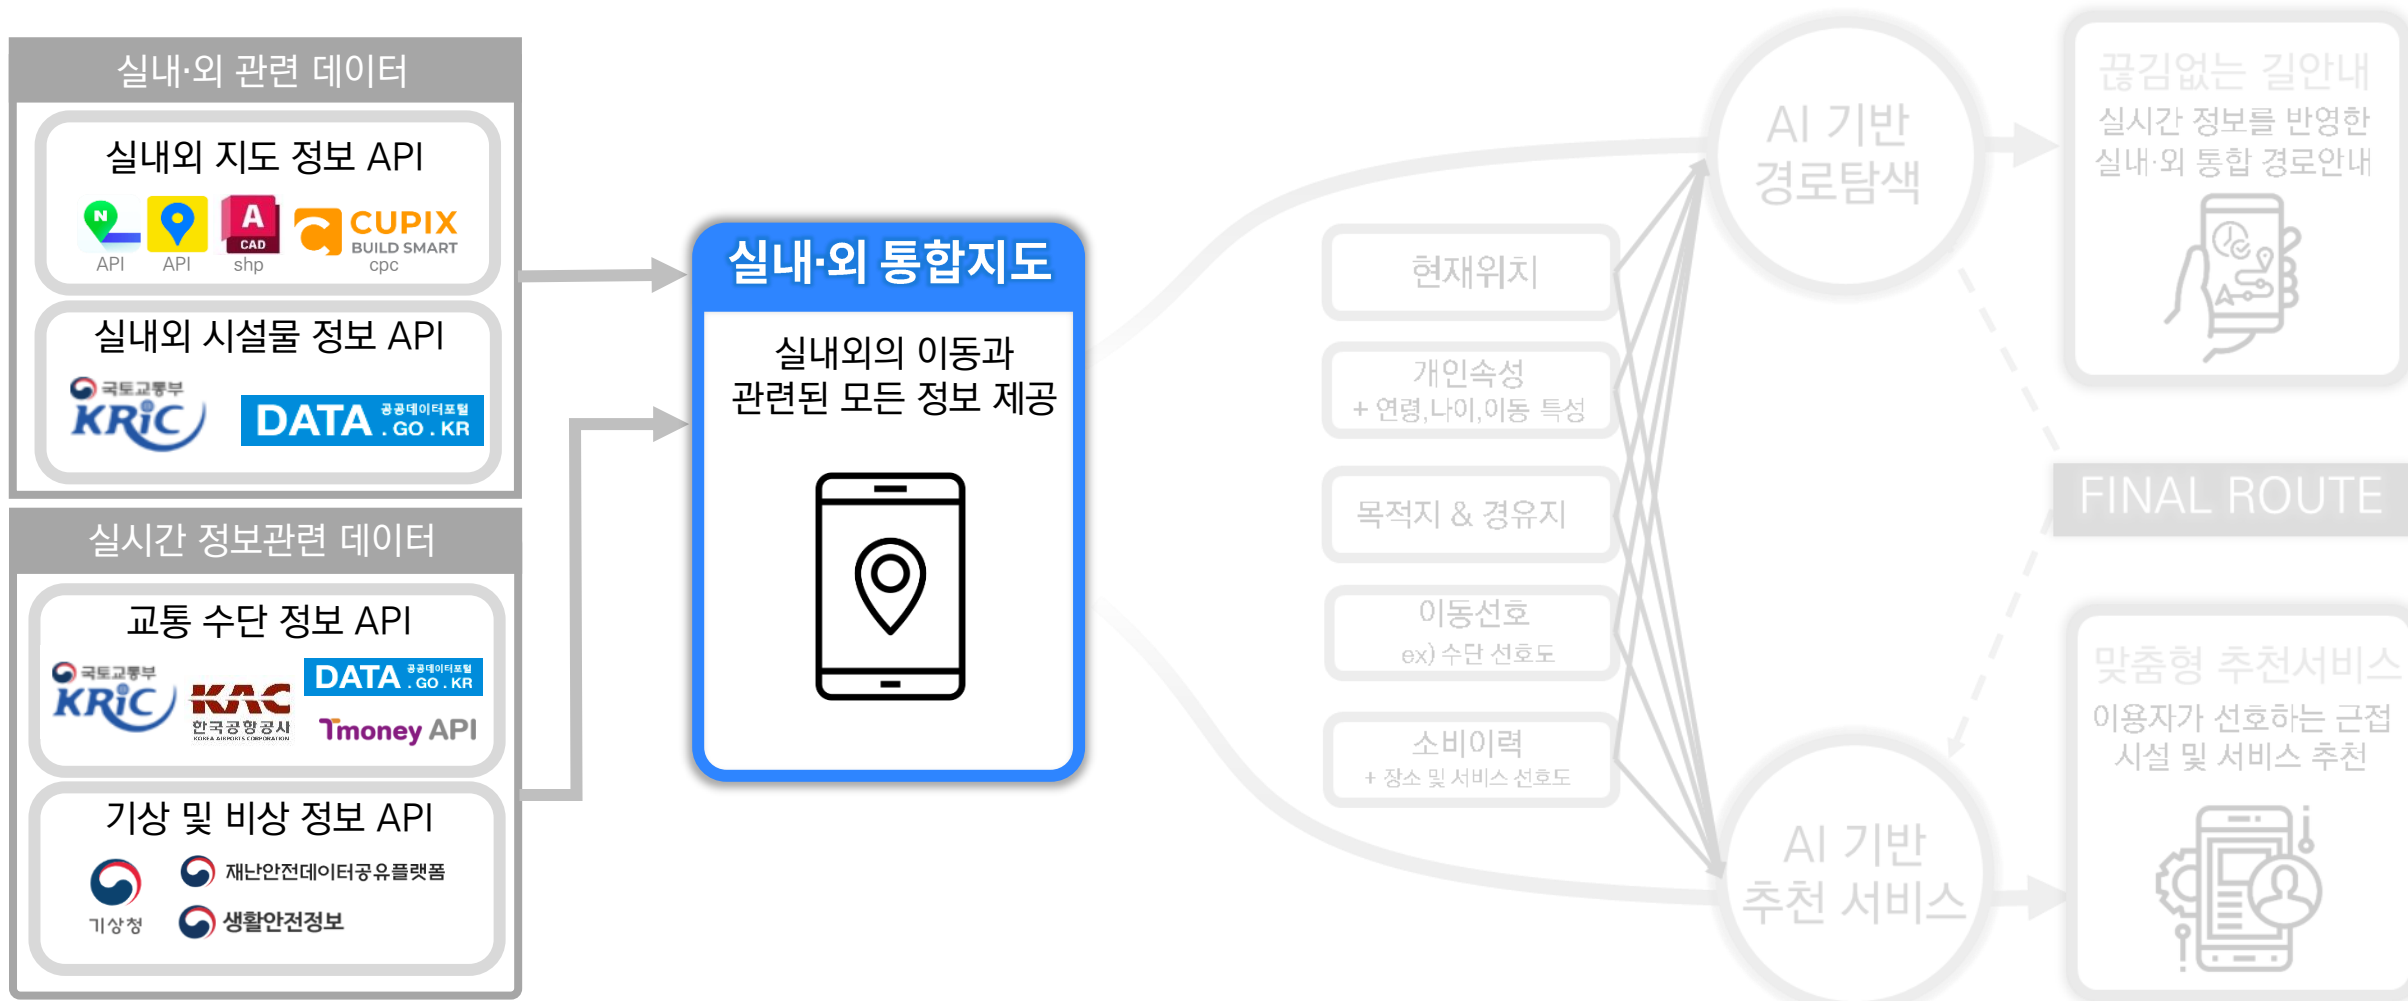 실내·외 관련 데이터
실내외 지도 정보 API
N
A
CAD
CUPIX
BUILD SMART
API
API
shp
cpc
실내외 시설물 정보 API
국토교통부
KRiC
DATA 공공데이터포털
. GO . KR
실시간 정보관련 데이터
교통 수단 정보 API
국토교통부
KRiC
KAC
한국공항공사
KOREA AIRPORTS CORPORATION
DATA 공공데이터포털
. GO . KR
Tmoney API
기상 및 비상 정보 API
기상청
재난안전데이터공유플랫폼
생활안전정보
실내·외 통합지도
실내외의 이동과
관련된 모든 정보 제공
현재위치
개인속성
+ 연령,나이,이동 특성
목적지 & 경유지
이동선호
ex) 수단 선호도
소비이력
+ 장소 및 서비스 선호도
AI 기반
경로탐색
AI 기반
추천 서비스
끊김없는 길안내
실시간 정보를 반영한
실내·외 통합 경로안내
FINAL ROUTE
맞춤형 추천서비스
이용자가 선호하는 근접
시설 및 서비스 추천